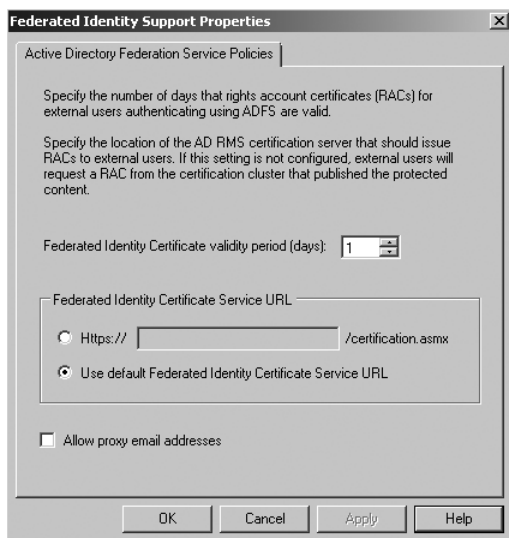 Federated Identity Support Properties
Active Directory Federation Service Policies
Specify the number of days that rights account certificates (RACs) for
external users authenticating using ADFS are valid.
Specify the location of the AD RMS certification server that should issue
RACs to external users. If this setting is not configured, external users will
request a RAC from the certification cluster that published the protected
content.
Federated Identity Certificate validity period (days): 1
Federated Identity Certificate Service URL
Https:// /certification.asmx
Use default Federated Identity Certificate Service URL
Allow proxy email addresses
OK Cancel Apply Help